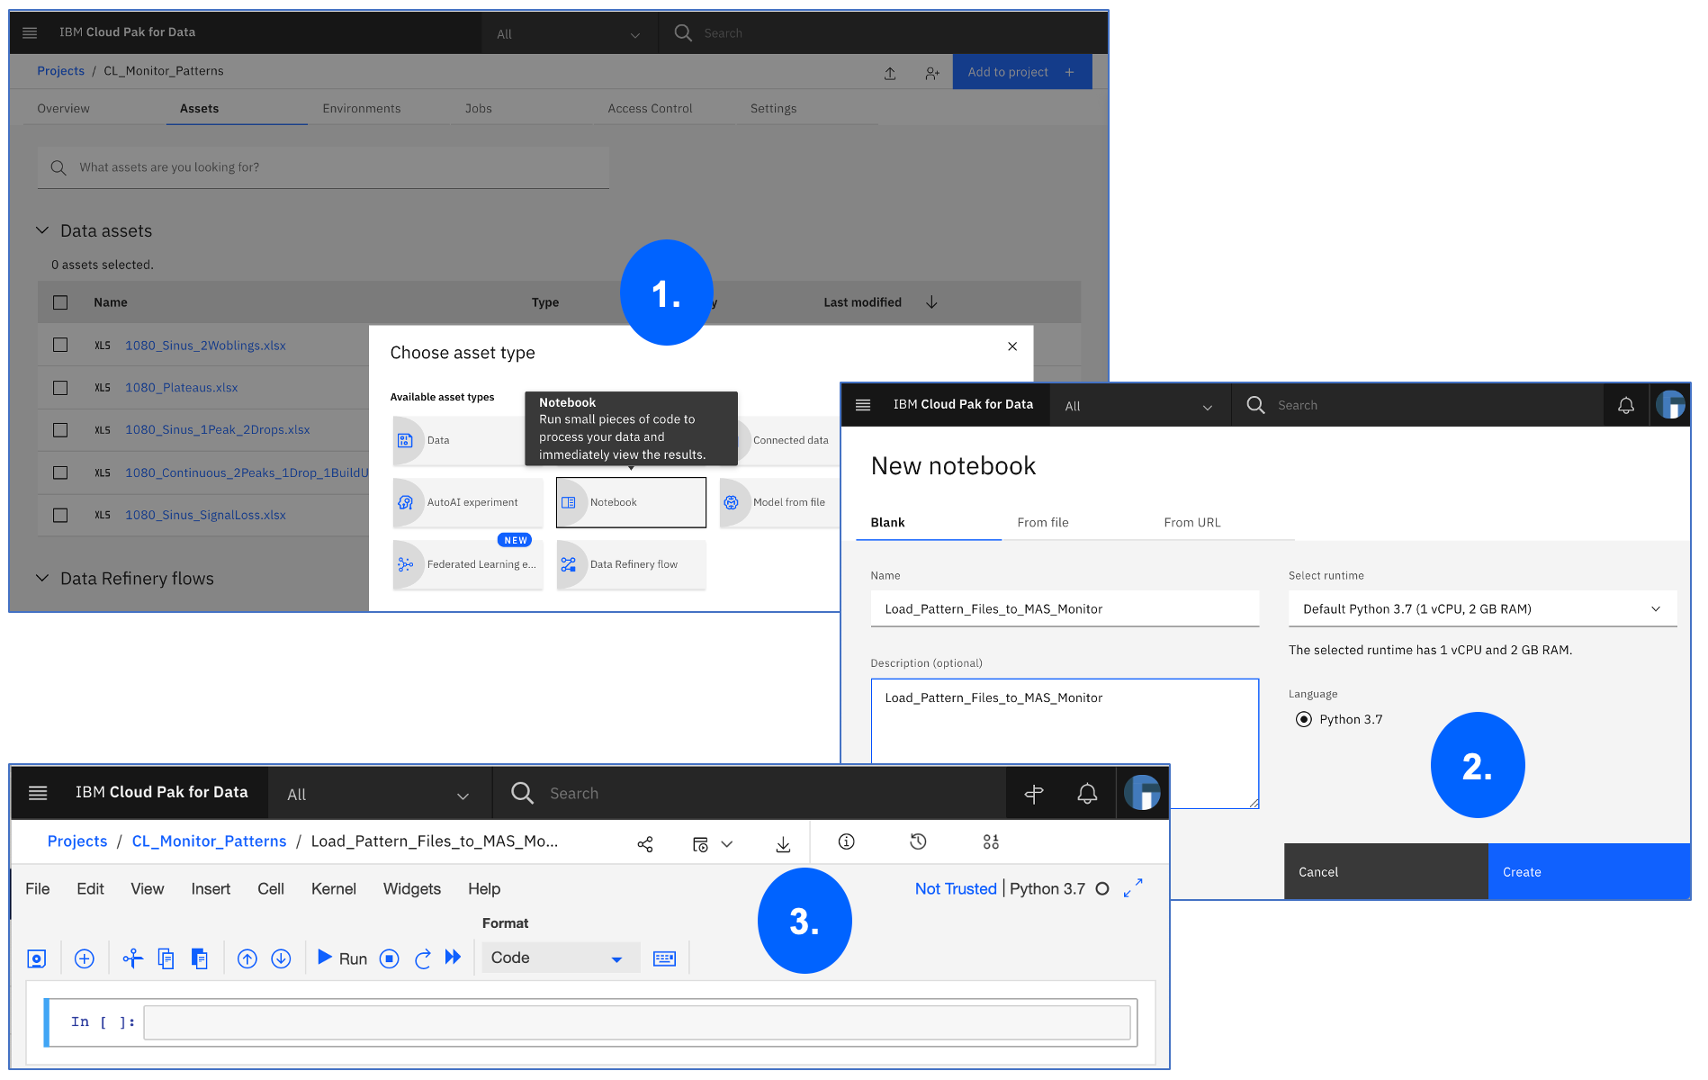 IBM Cloud Pak for Data
All
Search
Projects / CL_Monitor_Patterns
Add to project +
Overview
Assets
Environments
Jobs
Access Control
Settings
What assets are you looking for?
Data assets
0 assets selected.
Name
Type
y
Last modified
XLS 1080_Sinus_2Woblings.xlsx
XLS 1080_Plateaus.xlsx
XLS 1080_Sinus_1Peak_2Drops.xlsx
XLS 1080_Continuous_2Peaks_1Drop_1BuildU
XLS 1080_Sinus_SignalLoss.xlsx
Data Refinery flows
1.
Choose asset type
Available asset types
Notebook
Run small pieces of code to
process your data and
immediately view the results.
Data
Connected data
AutoAI experiment
Notebook
Model from file
NEW
Federated Learning e...
Data Refinery flow
IBM Cloud Pak for Data
All
Search
New notebook
Blank
From file
From URL
Name
Load_Pattern_Files_to_MAS_Monitor
Description (optional)
Load_Pattern_Files_to_MAS_Monitor
Select runtime
Default Python 3.7 (1 vCPU, 2 GB RAM)
The selected runtime has 1 vCPU and 2 GB RAM.
Language
Python 3.7
2.
Cancel
Create
IBM Cloud Pak for Data
All
Search
Projects / CL_Monitor_Patterns / Load_Pattern_Files_to_MAS_Mo...
File Edit View Insert Cell Kernel Widgets Help
Not Trusted | Python 3.7
3.
Format
Run
Code
In [ ]: